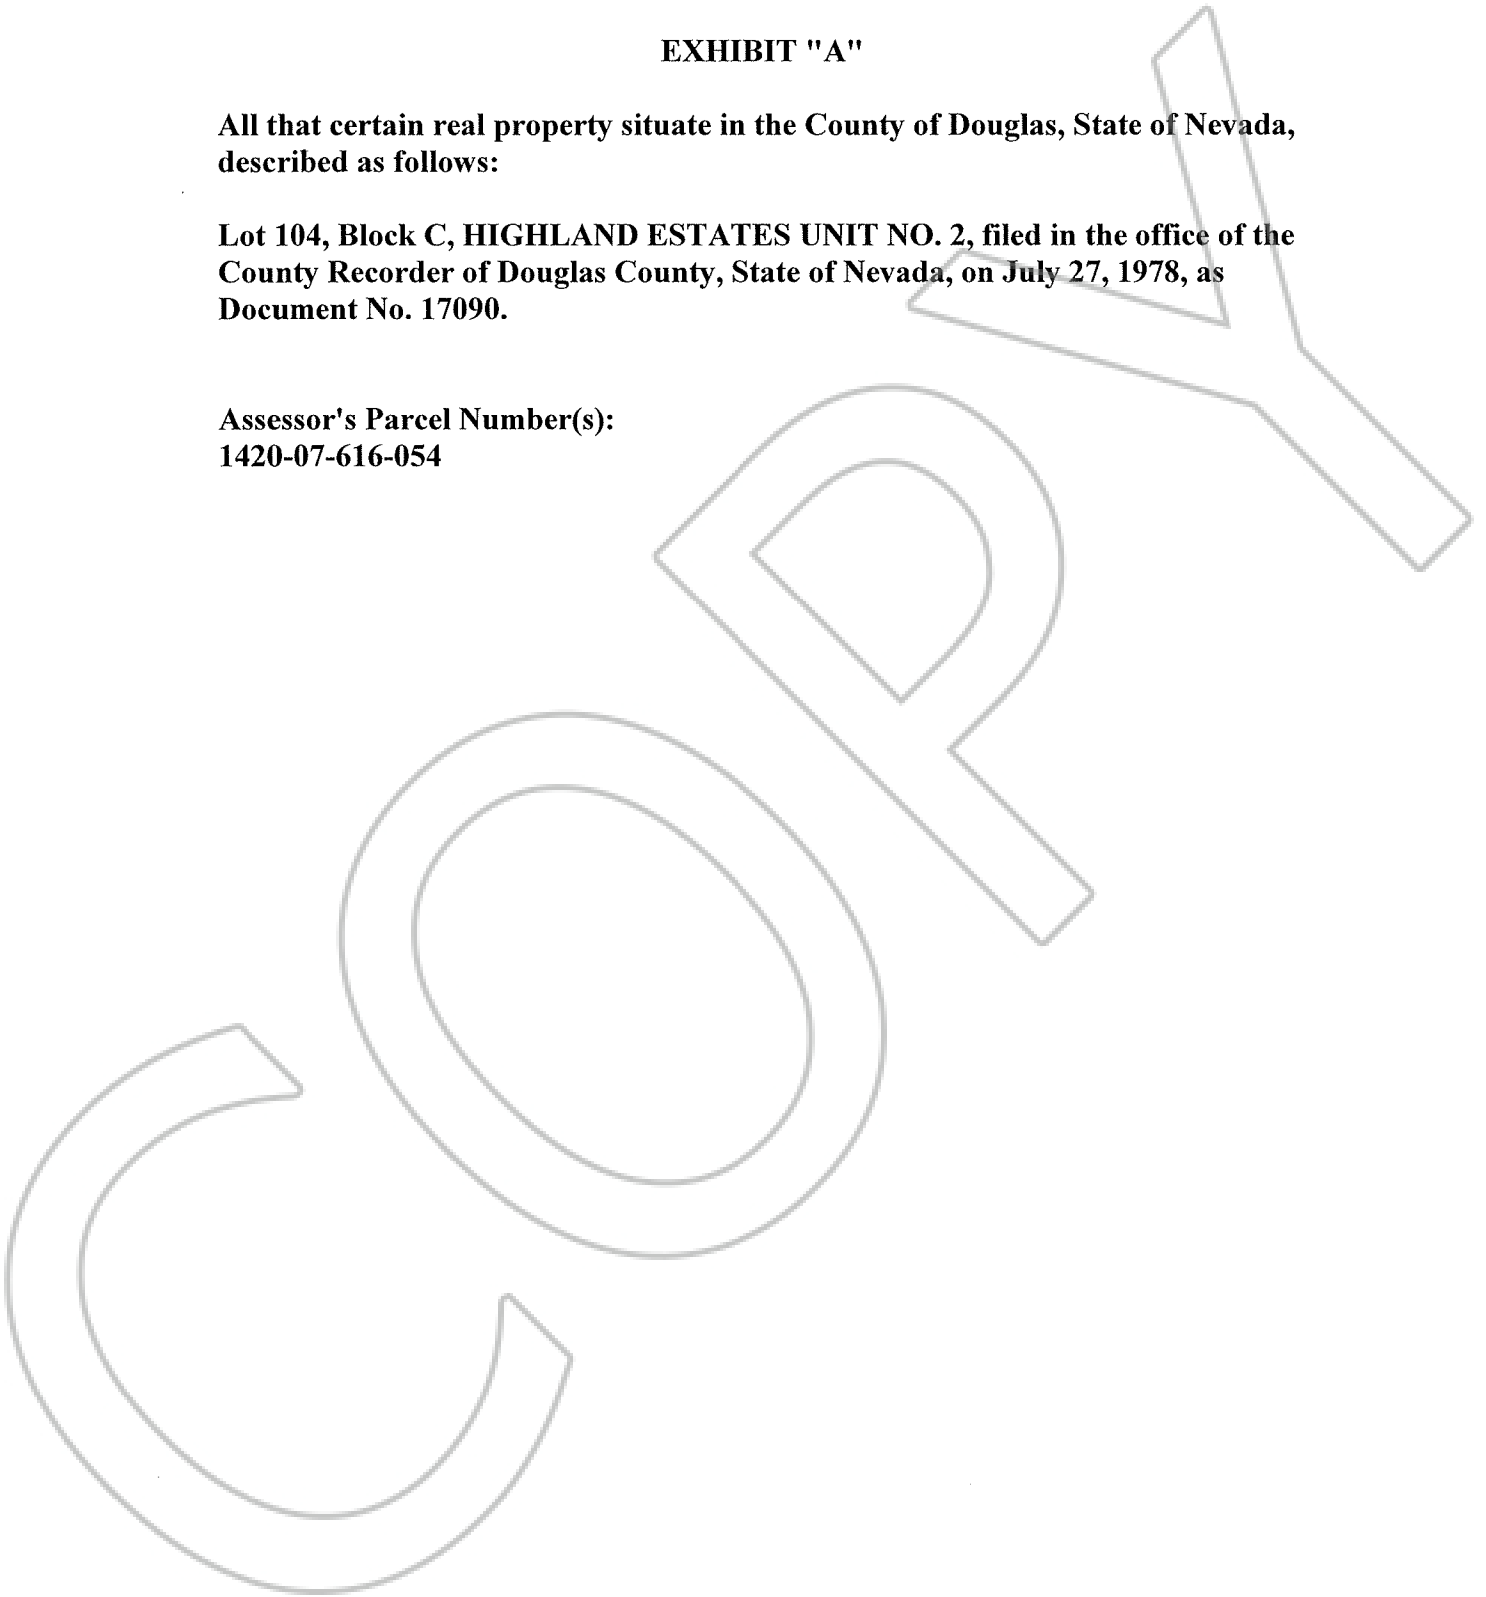 EXHIBIT "A"
All that certain real property situate in the County of Douglas, State of Nevada,
described as follows:
Lot 104, Block C, HIGHLAND ESTATES UNIT NO. 2, filed in the office of the
County Recorder of Douglas County, State of Nevada, on July 27, 1978, as
Document No. 17090.
Assessor's Parcel Number(s):
1420-07-616-054
COPY